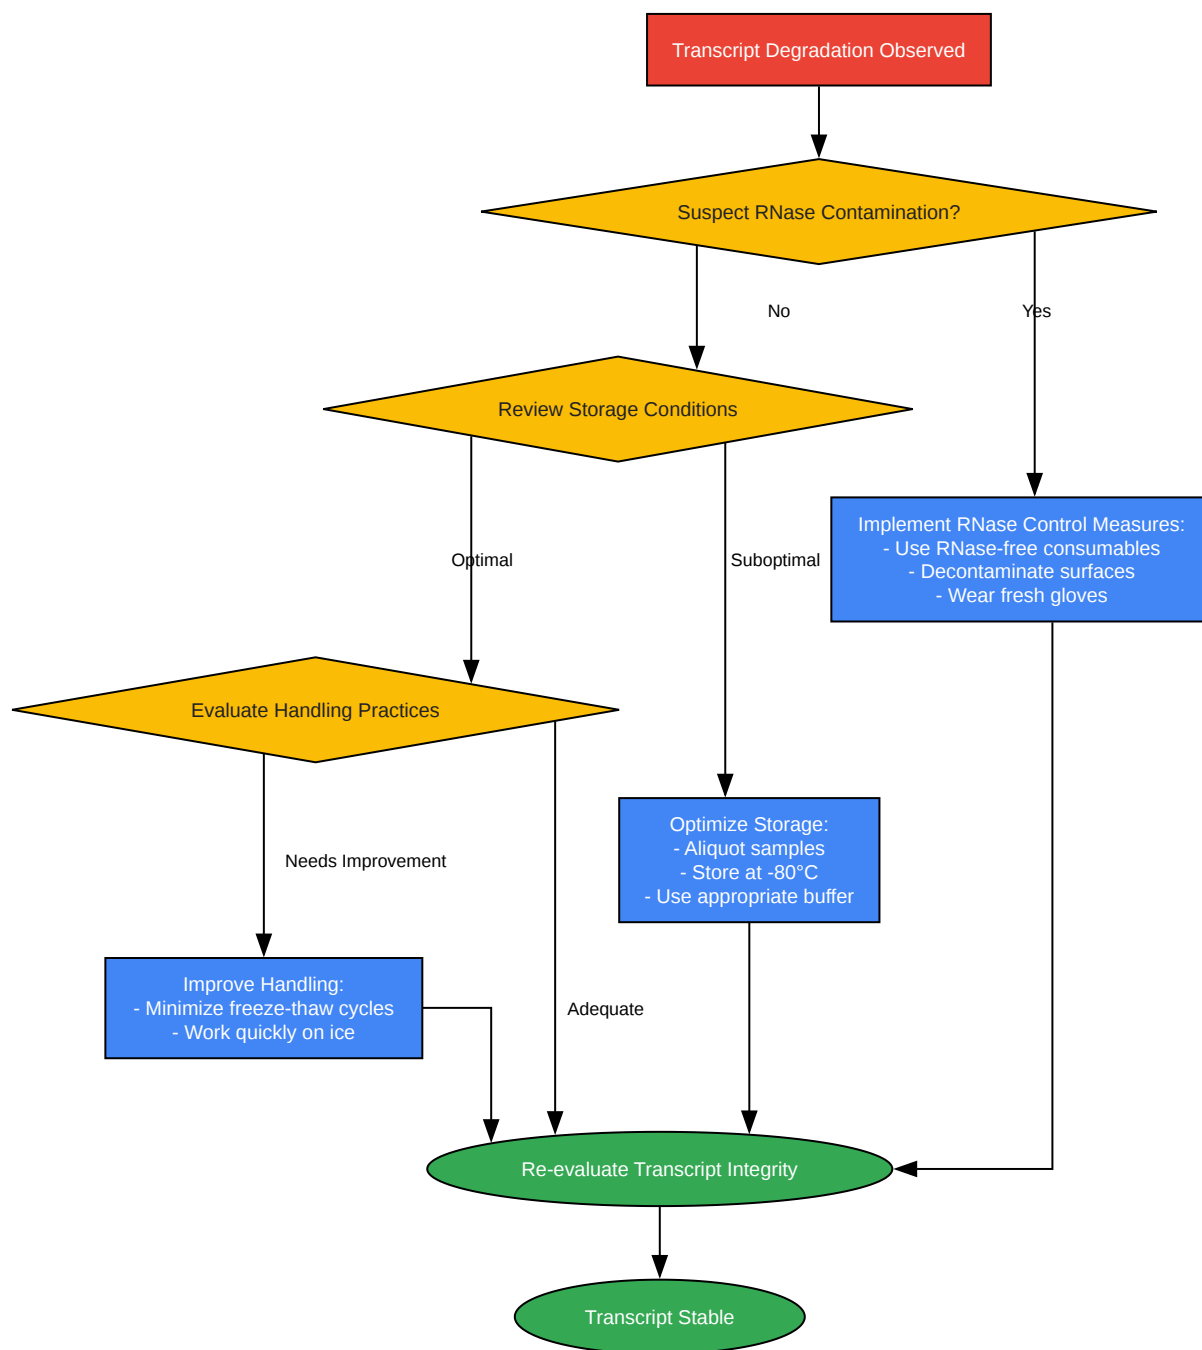 Transcript Degradation Observed
Suspect RNase Contamination?
No
Yes
Review Storage Conditions
Optimal
Suboptimal
Implement RNase Control Measures:
- Use RNase-free consumables
- Decontaminate surfaces
- Wear fresh gloves
Evaluate Handling Practices
Needs Improvement
Adequate
Optimize Storage:
- Aliquot samples
- Store at -80°C
- Use appropriate buffer
Improve Handling:
- Minimize freeze-thaw cycles
- Work quickly on ice
Re-evaluate Transcript Integrity
Transcript Stable